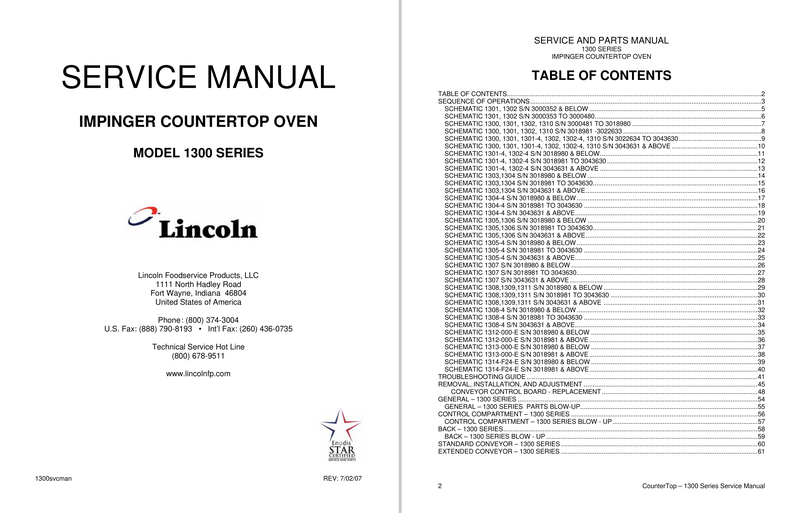 SERVICE MANUAL
IMPINGER COUNTERTOP OVEN
MODEL 1300 SERIES
Lincoln
Lincoln Foodservice Products, LLC
1111 North Hadley Road
Fort Wayne, Indiana 46804
United States of America
Phone: (800) 374-3004
U.S. Fax: (888) 790-8193 • Int'l Fax: (260) 436-0735
Technical Service Hot Line
(800) 678-9511
www.lincolnfp.com
Enodis
STAR
CERTIFIED
1300svcman
REV: 7/02/07
SERVICE AND PARTS MANUAL
1300 SERIES
IMPINGER COUNTERTOP OVEN
TABLE OF CONTENTS
TABLE OF CONTENTS 2
SEQUENCE OF OPERATIONS 3
SCHEMATIC 1301, 1302 S/N 3000352 & BELOW 5
SCHEMATIC 1301, 1302 S/N 3000353 TO 3000480 6
SCHEMATIC 1300, 1301, 1302, 1310 S/N 3000481 TO 3018980 7
SCHEMATIC 1300, 1301, 1302, 1310 S/N 3018981 -3022633 8
SCHEMATIC 1300, 1301, 1301-4, 1302, 1302-4, 1310 S/N 3022634 TO 3043630 9
SCHEMATIC 1300, 1301, 1301-4, 1302, 1302-4, 1310 S/N 3043631 & ABOVE 10
SCHEMATIC 1301-4, 1302-4 S/N 3018980 & BELOW 11
SCHEMATIC 1301-4, 1302-4 S/N 3018981 TO 3043630 12
SCHEMATIC 1301-4, 1302-4 S/N 3043631 & ABOVE 13
SCHEMATIC 1303,1304 S/N 3018980 & BELOW 14
SCHEMATIC 1303,1304 S/N 3018981 TO 3043630 15
SCHEMATIC 1303,1304 S/N 3043631 & ABOVE 16
SCHEMATIC 1304-4 S/N 3018980 & BELOW 17
SCHEMATIC 1304-4 S/N 3018981 TO 3043630 18
SCHEMATIC 1304-4 S/N 3043631 & ABOVE 19
SCHEMATIC 1305,1306 S/N 3018980 & BELOW 20
SCHEMATIC 1305,1306 S/N 3018981 TO 3043630 21
SCHEMATIC 1305,1306 S/N 3043631 & ABOVE 22
SCHEMATIC 1305-4 S/N 3018980 & BELOW 23
SCHEMATIC 1305-4 S/N 3018981 TO 3043630 24
SCHEMATIC 1305-4 S/N 3043631 & ABOVE 25
SCHEMATIC 1307 S/N 3018980 & BELOW 26
SCHEMATIC 1307 S/N 3018981 TO 3043630 27
SCHEMATIC 1307 S/N 3043631 & ABOVE 28
SCHEMATIC 1308,1309,1311 S/N 3018980 & BELOW 29
SCHEMATIC 1308,1309,1311 S/N 3018981 TO 3043630 30
SCHEMATIC 1308,1309,1311 S/N 3043631 & ABOVE 31
SCHEMATIC 1308-4 S/N 3018980 & BELOW 32
SCHEMATIC 1308-4 S/N 3018981 TO 3043630 33
SCHEMATIC 1308-4 S/N 3043631 & ABOVE 34
SCHEMATIC 1312-000-E S/N 3018980 & BELOW 35
SCHEMATIC 1312-000-E S/N 3018981 & ABOVE 36
SCHEMATIC 1313-000-E S/N 3018980 & BELOW 37
SCHEMATIC 1313-000-E S/N 3018981 & ABOVE 38
SCHEMATIC 1314-F24-E S/N 3018980 & BELOW 39
SCHEMATIC 1314-F24-E S/N 3018981 & ABOVE 40
TROUBLESHOOTING GUIDE 41
REMOVAL, INSTALLATION, AND ADJUSTMENT 45
CONVEYOR CONTROL BOARD - REPLACEMENT 48
GENERAL – 1300 SERIES 54
GENERAL – 1300 SERIES PARTS BLOW-UP 55
CONTROL COMPARTMENT – 1300 SERIES 56
CONTROL COMPARTMENT – 1300 SERIES BLOW - UP 57
BACK – 1300 SERIES 58
BACK – 1300 SERIES BLOW - UP 59
STANDARD CONVEYOR – 1300 SERIES 60
EXTENDED CONVEYOR – 1300 SERIES 61
2
CounterTop – 1300 Series Service Manual